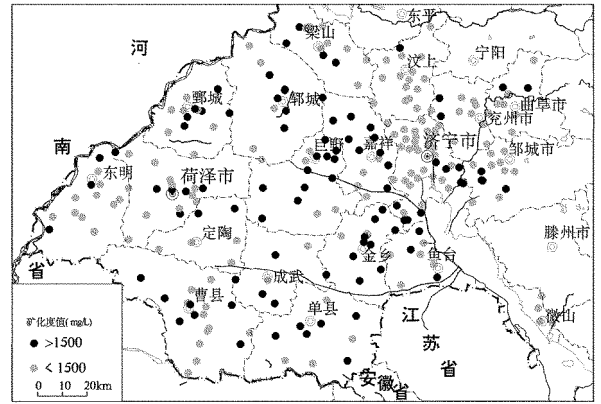 河
南
省
梁山
东平
汶上
宁阳
鄄城
郓城
曲阜市
兖州市
巨野
嘉祥
济宁市
邹城市
东明
菏泽市
定陶
滕州市
金乡
鱼台
成武
曹县
单县
微山
江
苏
省
安徽省
矿化度值(mg/L)
>1500
<1500
0 10 20km